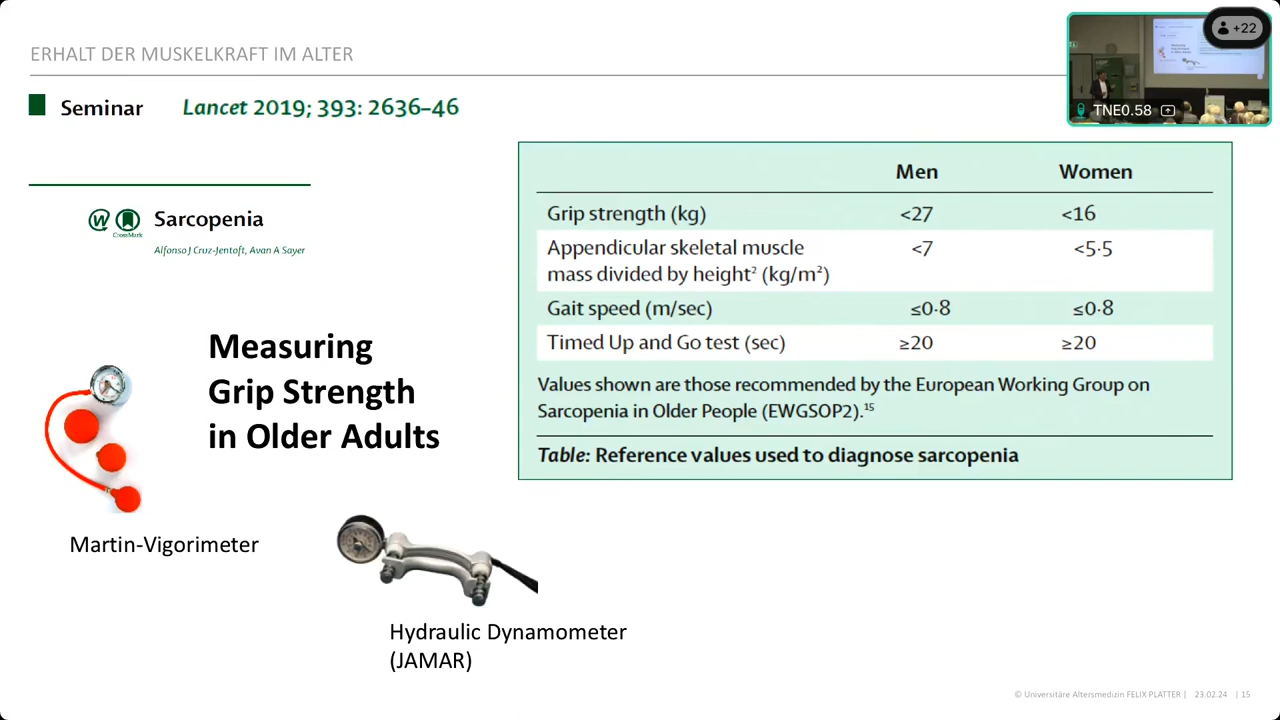 ERHALT DER MUSKELKRAFT IM ALTER
+22
TNE0.58
Seminar Lancet 2019; 393: 2636–46
CrossMark
Sarcopenia
Alfonso J Cruz-Jentoft, Avan A Sayer
Men Women
Grip strength (kg) <27 <16
Appendicular skeletal muscle
mass divided by height² (kg/m²) <7 <5·5
Gait speed (m/sec) ≤0·8 ≤0·8
Timed Up and Go test (sec) ≥20 ≥20
Values shown are those recommended by the European Working Group on
Sarcopenia in Older People (EWGSOP2).¹⁵
Table: Reference values used to diagnose sarcopenia
Measuring
Grip Strength
in Older Adults
Martin-Vigorimeter
Hydraulic Dynamometer
(JAMAR)
© Universitäre Altersmedizin FELIX PLATTER | 23.02.24 | 15